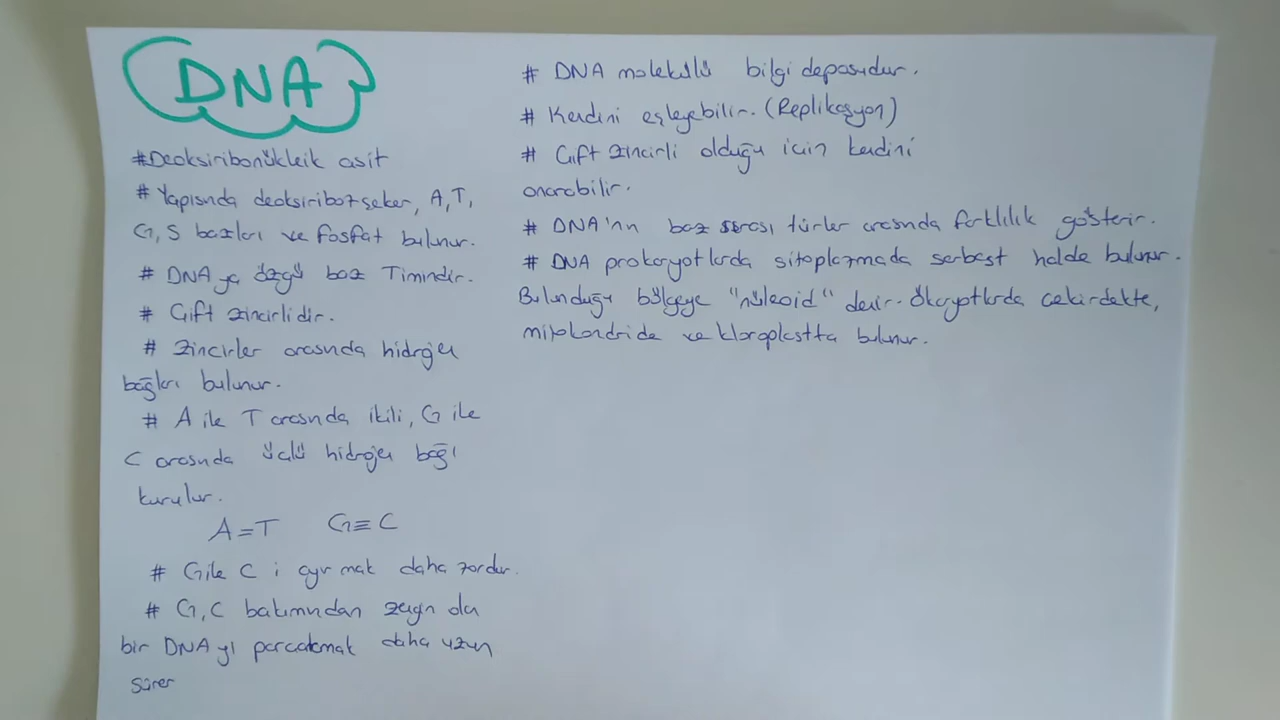 DNA
#Deoksiribonükleik asit
# Yapısında deoksiriboz şeker, A,T,
G,S bazları ve fosfat bulunur.
# DNA ya özgü baz Timindir.
# Çift zincirlidir.
# Zincirler arasında hidrojen
bağları bulunur.
# A ile T arasında ikili, G ile
C arasında üçlü hidrojen bağı
kurulur.
A=T G≡C
# G ile C i ayırmak daha zordur.
# G,C bakımından zengin olan
bir DNA yı parçalamak daha uzun
sürer
# DNA molekülü bilgi deposudur.
# Kendini eşleyebilir. (Replikasyon)
# Çift zincirli olduğu için kendini
onarabilir.
# DNA'nın baz sırası türler arasında farklılık gösterir.
# DNA prokaryotlarda sitoplazmada serbest halde bulunur.
Bulunduğu bölgeye "nükleoid" denir. Ökaryotlarda çekirdekte,
mitokondride ve kloroplastta bulunur.